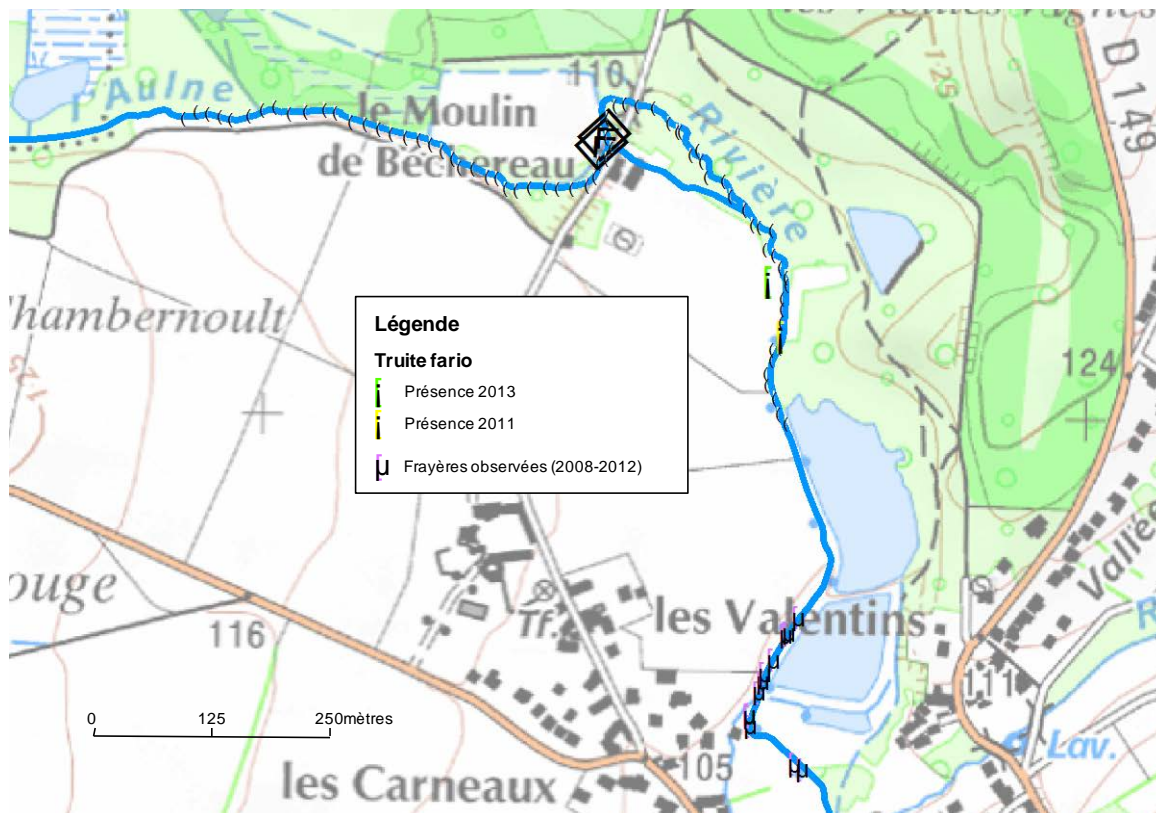 l'Aulne
110
le Moulin
de Béchereau
Rivière
125
D 149
Chambernoult
125
124
Légende
Truite fario
Présence 2013
Présence 2011
µ Frayères observées (2008-2012)
ouge
116
Tf.
les Valentins
Vallée
111
0 125 250mètres
105
Lav.
les Carneaux